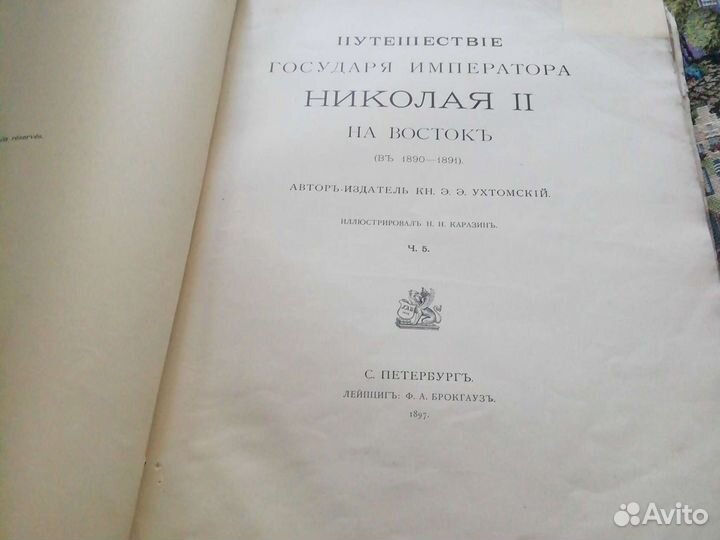 ПУТЕШЕСТВІЕ
ГОСУДАРЯ ИМПЕРАТОРА
НИКОЛАЯ II
НА ВОСТОКЪ
(ВЪ 1890—1891).
АВТОРЪ-ИЗДАТЕЛЬ КН. Э. Э. УХТОМСКІЙ.
ИЛЛЮСТРИРОВАЛЪ Н. Н. КАРАЗИНЪ.
Ч. 5.
С. ПЕТЕРБУРГЪ.
ЛЕЙПЦИГЪ: Ф. А. БРОКГАУЗЪ.
1897.
réservés.
Avito